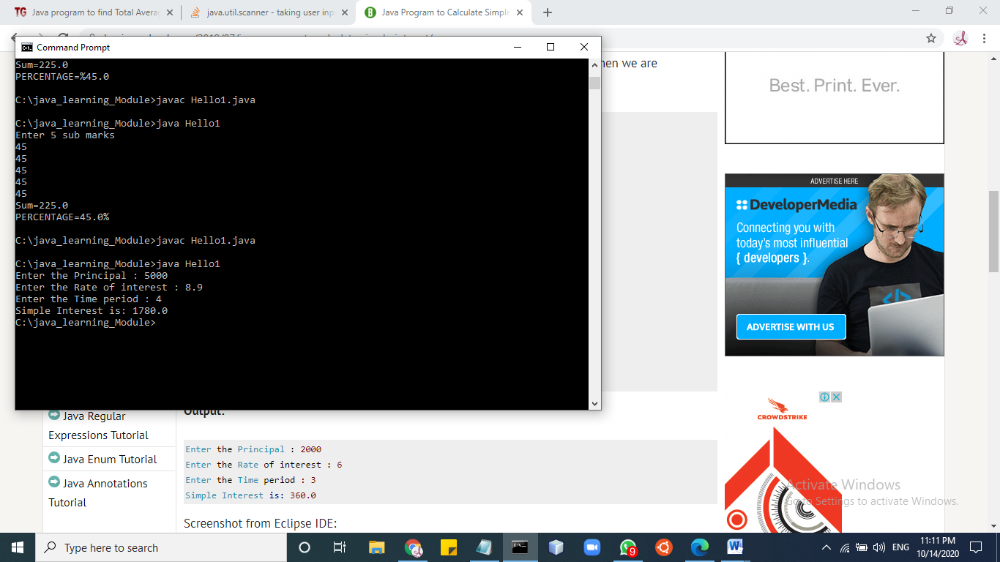 Java program to find Total Avera
java.util.scanner - taking user inp
Java Program to Calculate Simple
Command Prompt
Sum=225.0
PERCENTAGE=%45.0
C:\java_learning_Module>javac Hello1.java
C:\java_learning_Module>java Hello1
Enter 5 sub marks
45
45
45
45
45
Sum=225.0
PERCENTAGE=45.0%
C:\java_learning_Module>javac Hello1.java
C:\java_learning_Module>java Hello1
Enter the Principal : 5000
Enter the Rate of interest : 8.9
Enter the Time period : 4
Simple Interest is: 1780.0
C:\java_learning_Module>
hen we are
Java Regular
Expressions Tutorial
Java Enum Tutorial
Java Annotations
Tutorial
Output:
Enter the Principal : 2000
Enter the Rate of interest : 6
Enter the Time period : 3
Simple Interest is: 360.0
Screenshot from Eclipse IDE:
Best. Print. Ever.
ADVERTISE HERE
DeveloperMedia
Connecting you with
today's most influential
{ developers }.
ADVERTISE WITH US
CROWDSTRIKE
Activate Windows
Go to Settings to activate Windows.
Type here to search
9
ENG
11:11 PM
10/14/2020